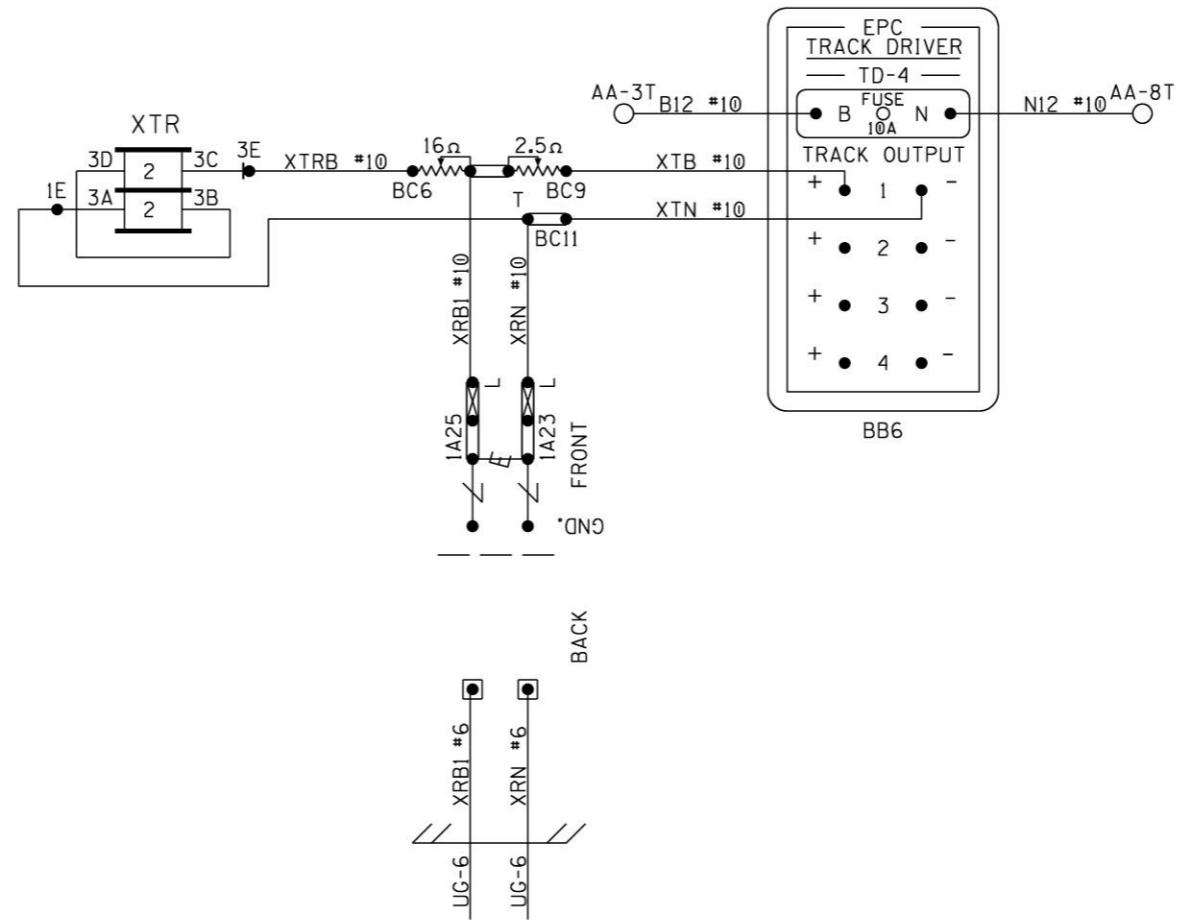 EPC
TRACK DRIVER
TD-4
AA-3T
B12 #10
B
FUSE
10A
N
N12 #10
AA-8T
TRACK OUTPUT
+ 1 -
+ 2 -
+ 3 -
+ 4 -
BB6
XTR
3D
2
3C
3E
1E
3A
2
3B
XTRB #10
16Ω
BC6
2.5Ω
BC9
XTB #10
T
BC11
XTN #10
XRB1 #10
XRN #10
L
L
1A25
1A23
E
FRONT
GND.
BACK
XRB1 #6
XRN #6
UG-6
UG-6